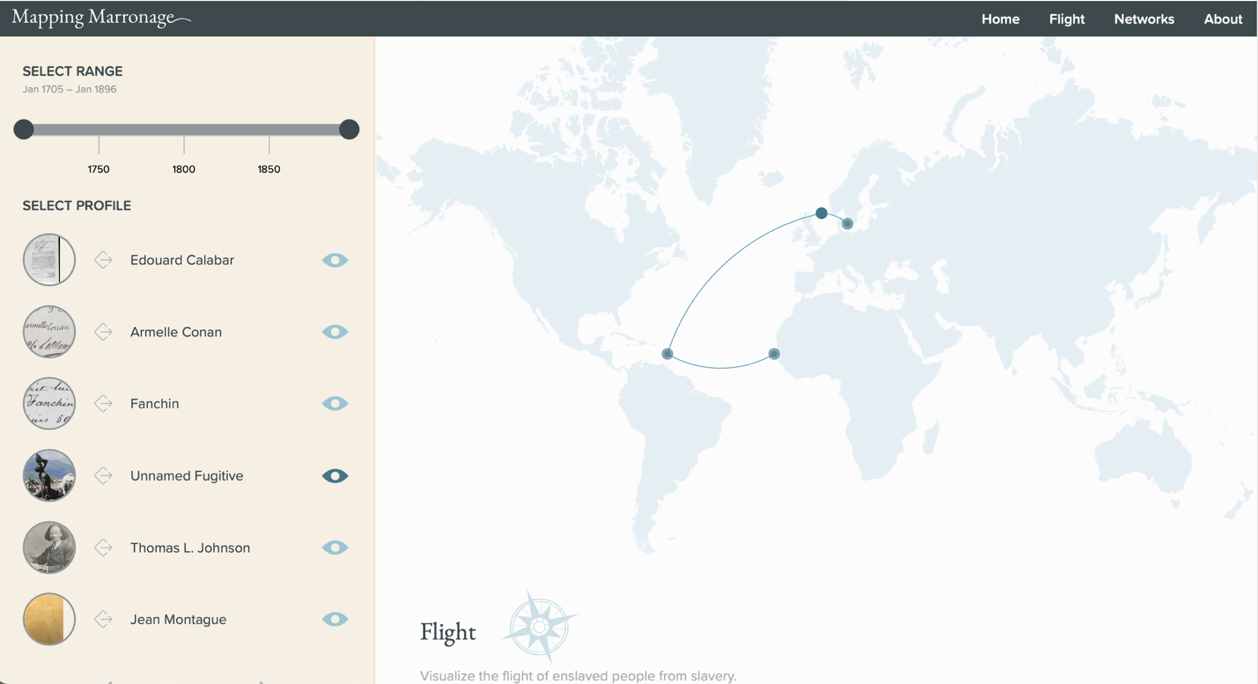 Mapping Marronage
Home Flight Networks About
SELECT RANGE
Jan 1705 – Jan 1896
1750 1800 1850
SELECT PROFILE
Edouard Calabar
Armelle Conan
Fanchin
Fanchin
Unnamed Fugitive
Thomas L. Johnson
Jean Montague
Flight
Visualize the flight of enslaved people from slavery.